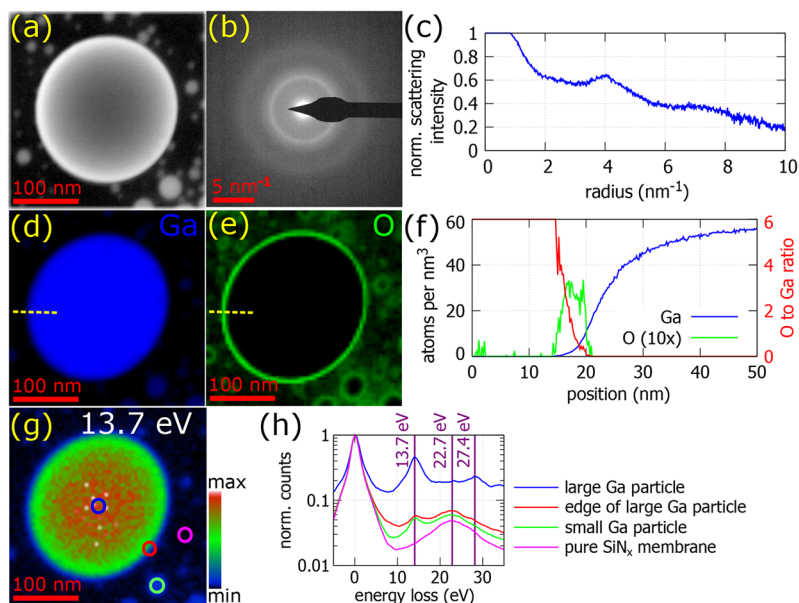 (a)
100 nm
(b)
5 nm⁻¹
(c)
norm. scattering
intensity
1
0.8
0.6
0.4
0.2
0 2 4 6 8 10
radius (nm⁻¹)
(d) Ga
100 nm
(e) O
100 nm
(f)
atoms per nm³
60
40
20
0
6
4
2
0
O to Ga ratio
Ga
O (10x)
0 10 20 30 40 50
position (nm)
(g) 13.7 eV
100 nm
max
min
(h)
13.7 eV
22.7 eV
27.4 eV
norm. counts
1
0.1
0.01
0 10 20 30
energy loss (eV)
large Ga particle
edge of large Ga particle
small Ga particle
pure SiNₓ membrane